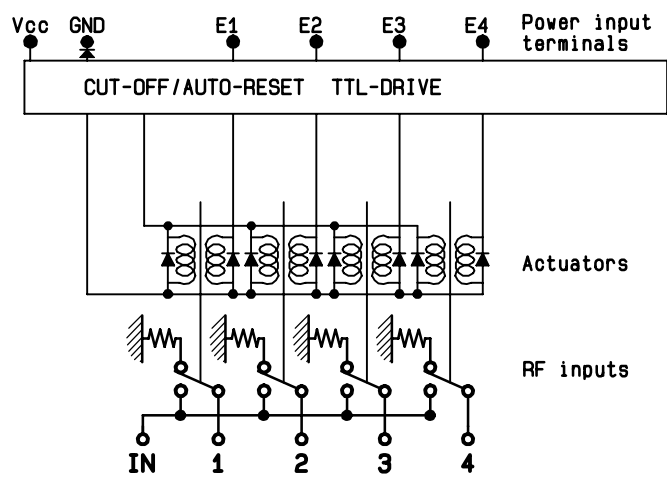 Vcc GND E1 E2 E3 E4 Power input
terminals
CUT-OFF/AUTO-RESET TTL-DRIVE
Actuators
RF inputs
IN 1 2 3 4